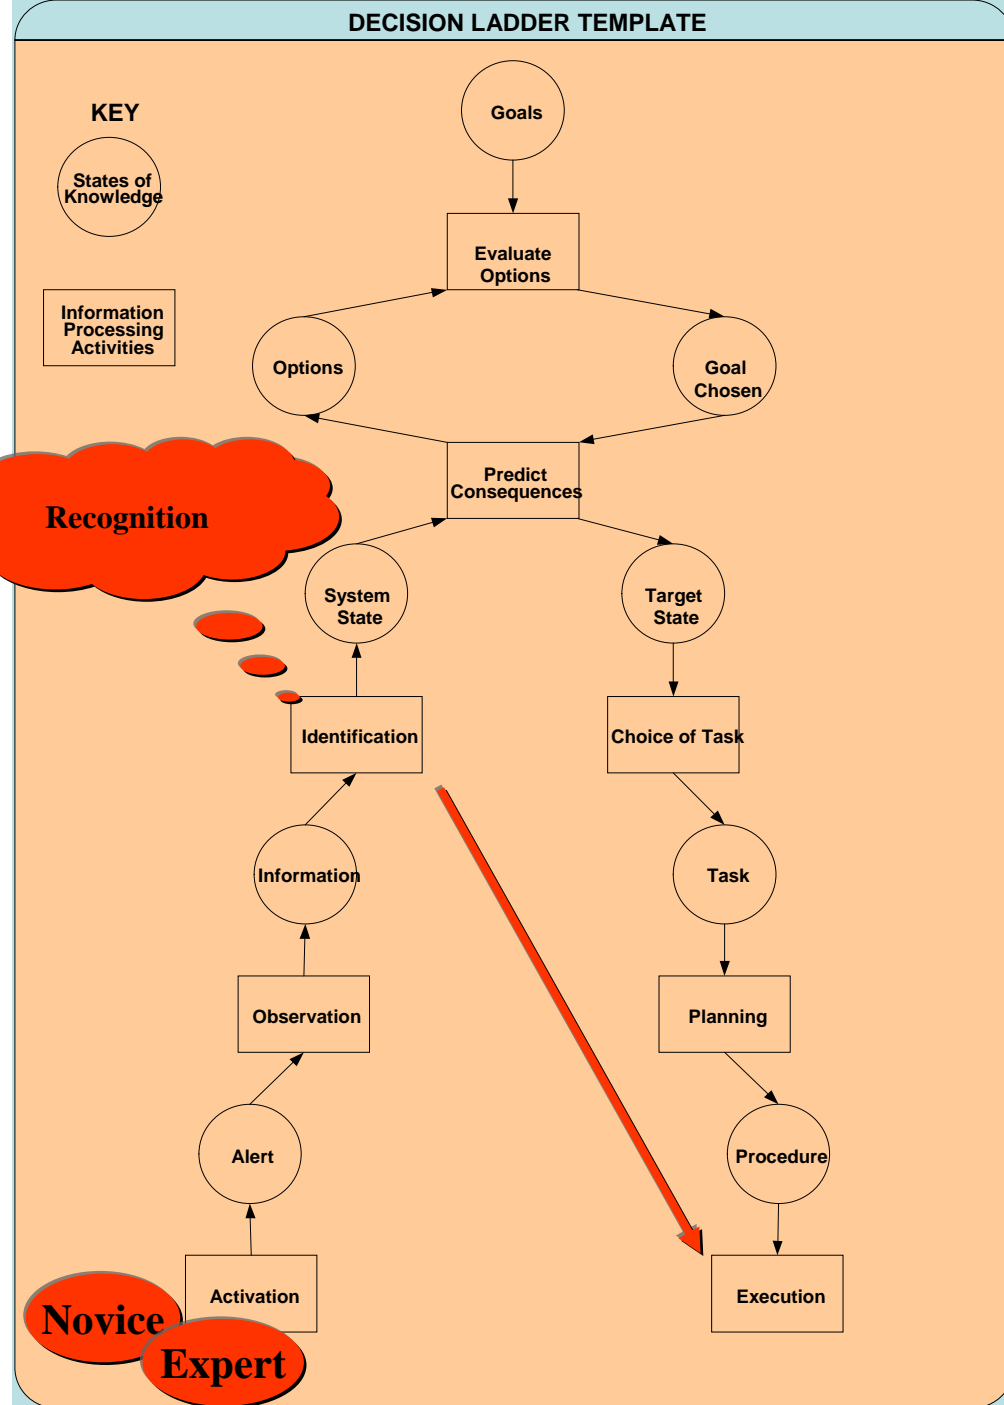 DECISION LADDER TEMPLATE
KEY
States of
Knowledge
Information
Processing
Activities
Goals
Evaluate
Options
Options
Goal
Chosen
Predict
Consequences
Recognition
System
State
Target
State
Identification
Choice of Task
Information
Task
Observation
Planning
Alert
Procedure
Activation
Execution
Novice
Expert